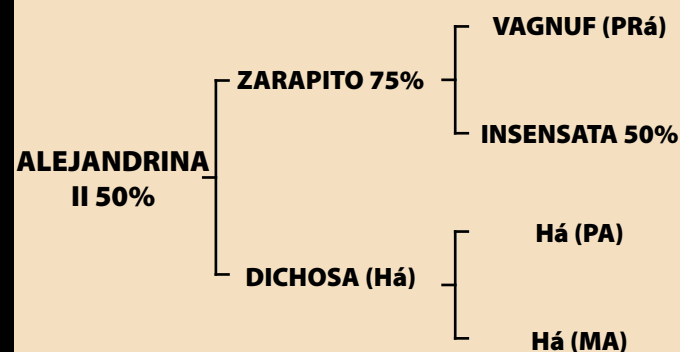 VAGNUF (PRá)
ZARAPITO 75%
INSENSATA 50%
ALEJANDRINA
II 50%
Há (PA)
DICHOSA (Há)
Há (MA)